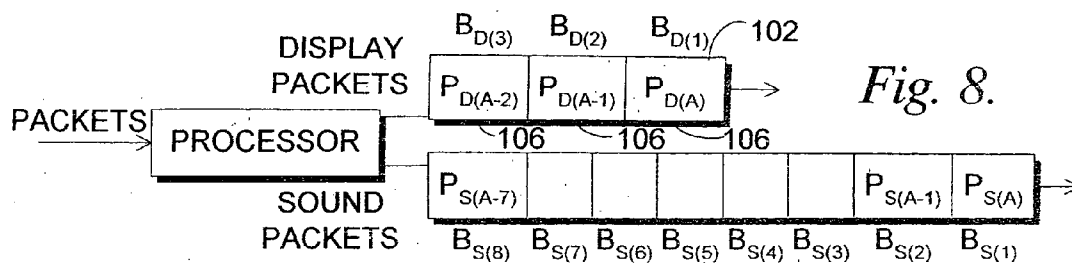 B_D(3) B_D(2) B_D(1) 102
DISPLAY
PACKETS
P_D(A-2) P_D(A-1) P_D(A)
Fig. 8.
PACKETS
PROCESSOR
106 106 106
P_S(A-7) P_S(A-1) P_S(A)
SOUND
PACKETS
B_S(8) B_S(7) B_S(6) B_S(5) B_S(4) B_S(3) B_S(2) B_S(1)